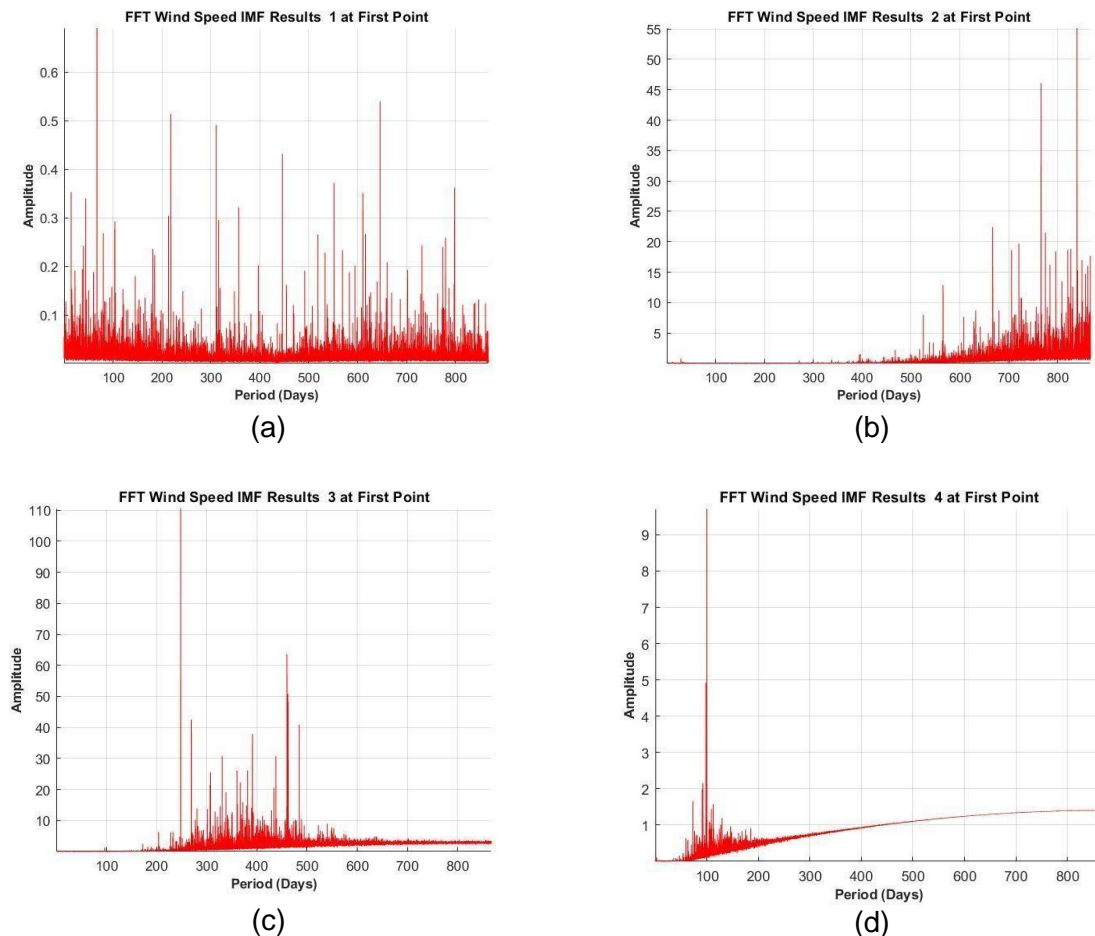 FFT Wind Speed IMF Results 1 at First Point
0.6
0.5
0.4
0.3
0.2
0.1
Amplitude
100 200 300 400 500 600 700 800
Period (Days)
(a)
FFT Wind Speed IMF Results 2 at First Point
55
50
45
40
35
30
25
20
15
10
5
Amplitude
100 200 300 400 500 600 700 800
Period (Days)
(b)
FFT Wind Speed IMF Results 3 at First Point
110
100
90
80
70
60
50
40
30
20
10
Amplitude
100 200 300 400 500 600 700 800
Period (Days)
(c)
FFT Wind Speed IMF Results 4 at First Point
9
8
7
6
5
4
3
2
1
Amplitude
100 200 300 400 500 600 700 800
Period (Days)
(d)